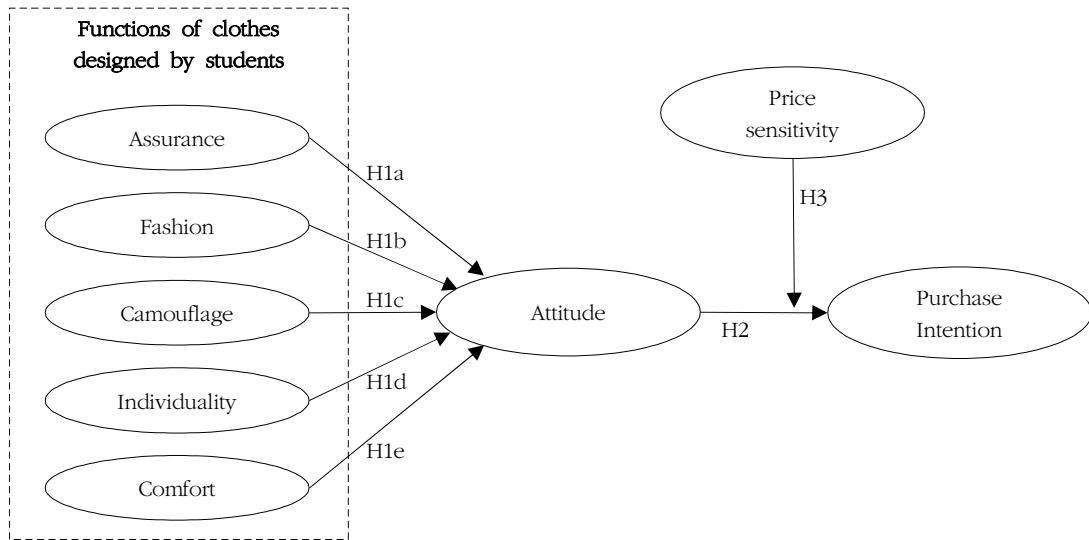 Functions of clothes
designed by students
Assurance
Fashion
Camouflage
Individuality
Comfort
H1a
H1b
H1c
H1d
H1e
Attitude
H2
Price
sensitivity
H3
Purchase
Intention